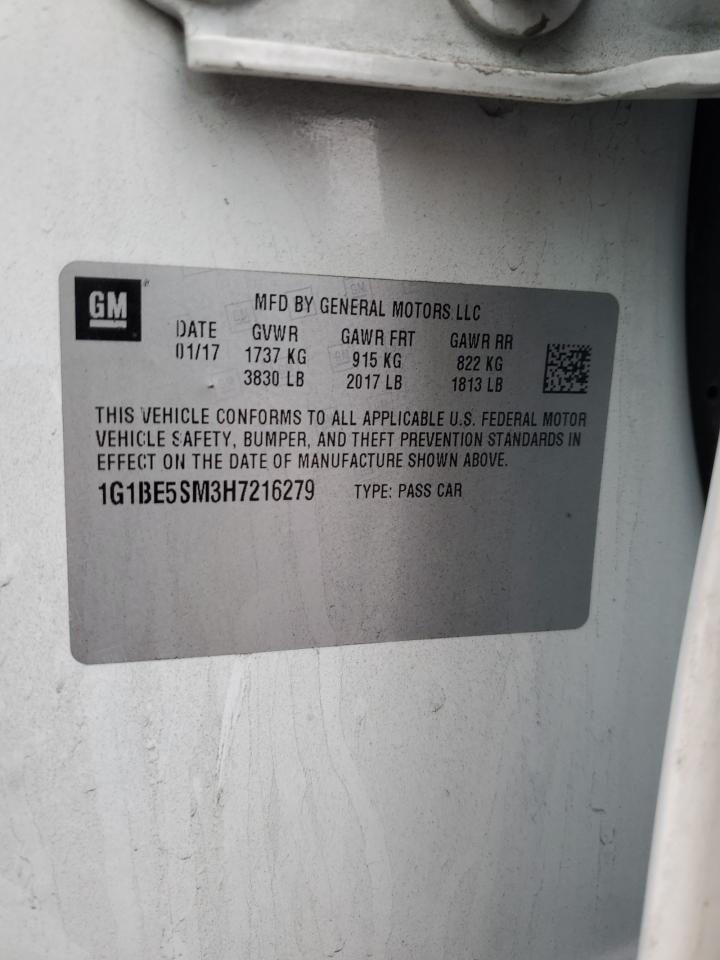 GM
MFD BY GENERAL MOTORS LLC
DATE GVWR GAWR FRT GAWR RR
01/17 1737 KG 915 KG 822 KG
3830 LB 2017 LB 1813 LB
THIS VEHICLE CONFORMS TO ALL APPLICABLE U.S. FEDERAL MOTOR
VEHICLE SAFETY, BUMPER, AND THEFT PREVENTION STANDARDS IN
EFFECT ON THE DATE OF MANUFACTURE SHOWN ABOVE.
1G1BE5SM3H7216279 TYPE: PASS CAR